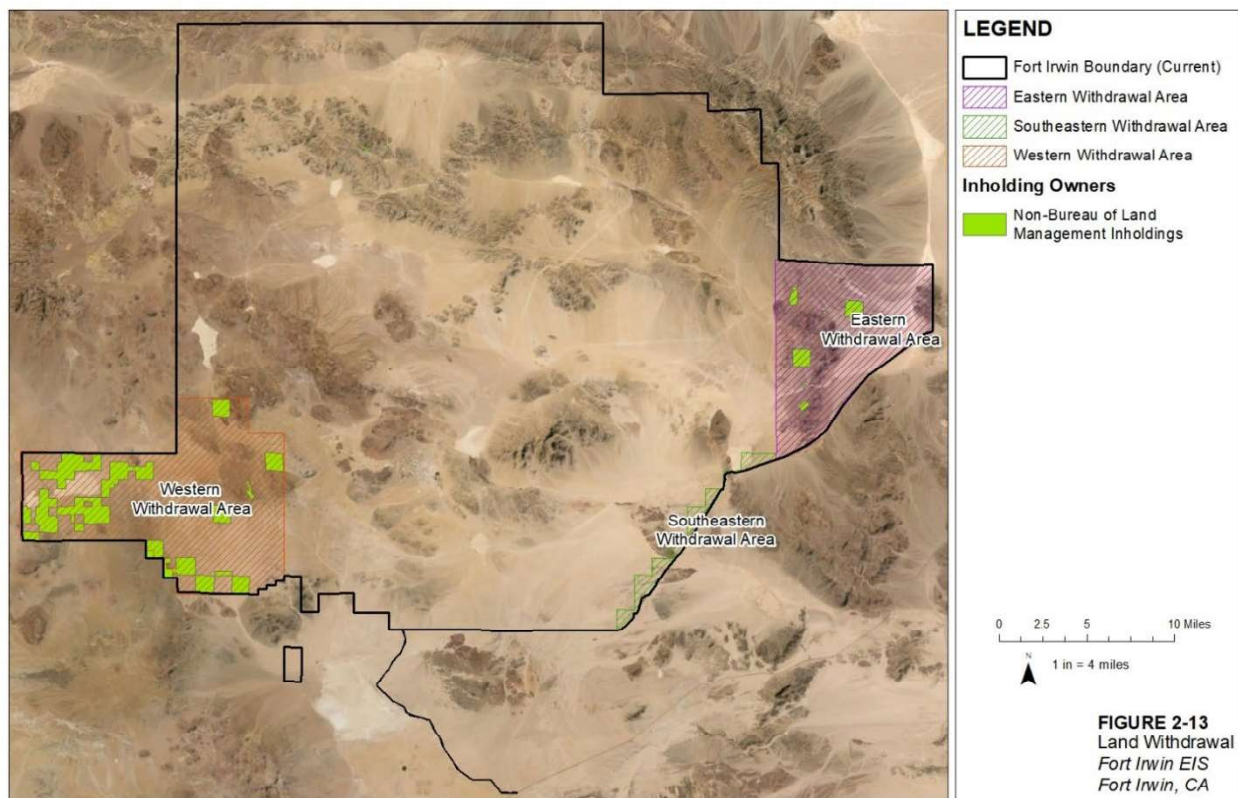 LEGEND
Fort Irwin Boundary (Current)
Eastern Withdrawal Area
Southeastern Withdrawal Area
Western Withdrawal Area
Inholding Owners
Non-Bureau of Land
Management Inholdings
Eastern
Withdrawal Area
Western
Withdrawal Area
Southeastern
Withdrawal Area
0 2.5 5 10 Miles
N
1 in = 4 miles
FIGURE 2-13
Land Withdrawal
Fort Irwin EIS
Fort Irwin, CA